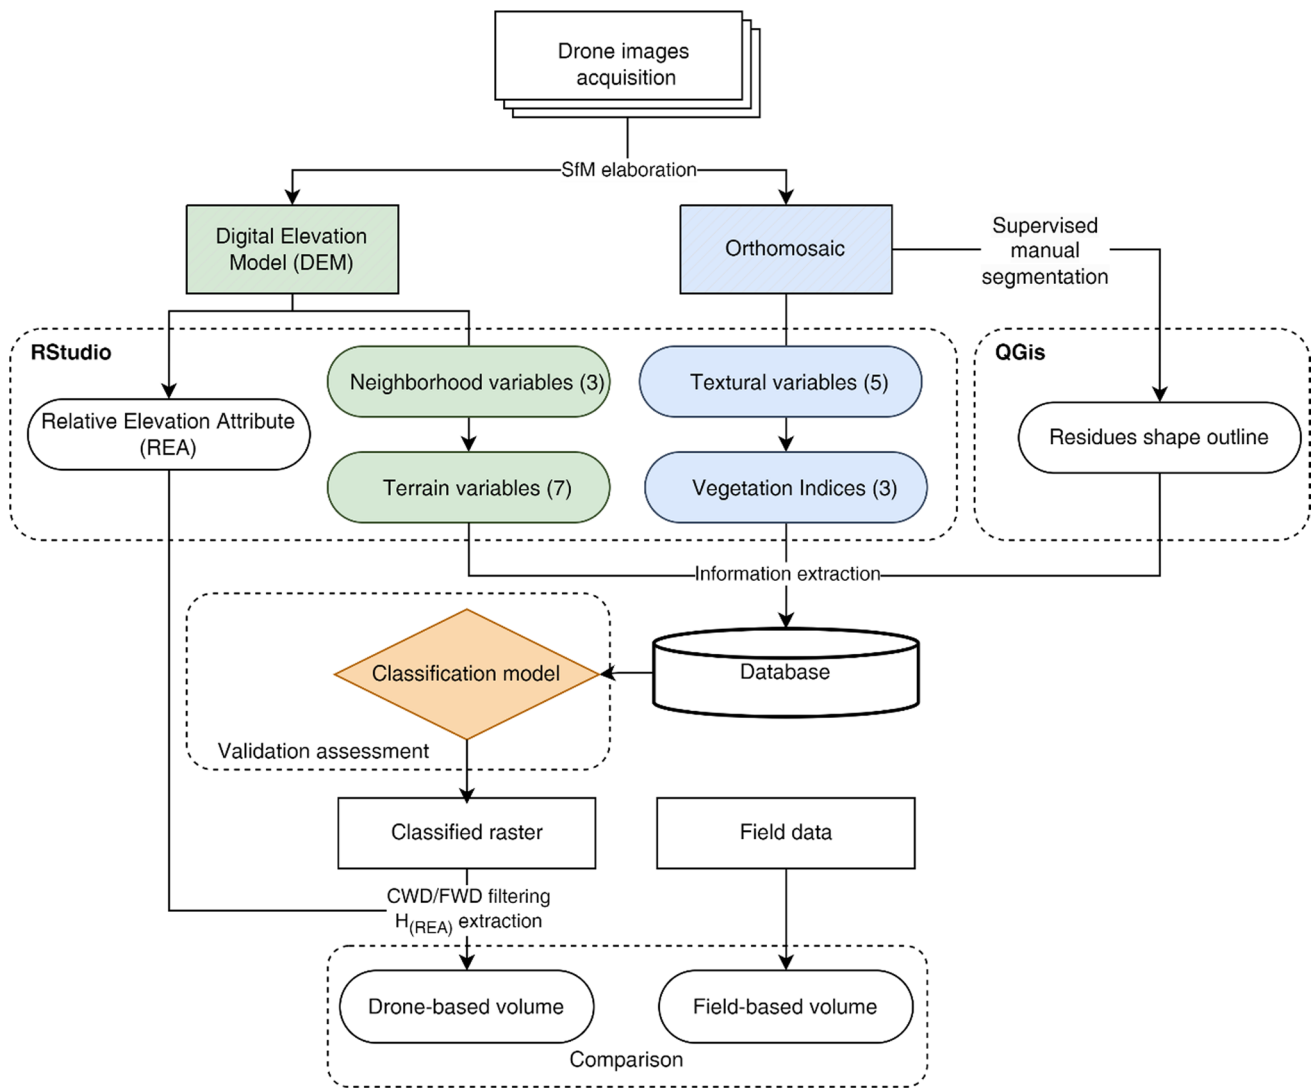 Drone images
acquisition
SfM elaboration
Digital Elevation
Model (DEM)
Orthomosaic
Supervised
manual
segmentation
RStudio
QGis
Neighborhood variables (3)
Textural variables (5)
Relative Elevation Attribute
(REA)
Residues shape outline
Terrain variables (7)
Vegetation Indices (3)
Information extraction
Classification model
Database
Validation assessment
Classified raster
Field data
CWD/FWD filtering
H(REA) extraction
Drone-based volume
Field-based volume
Comparison